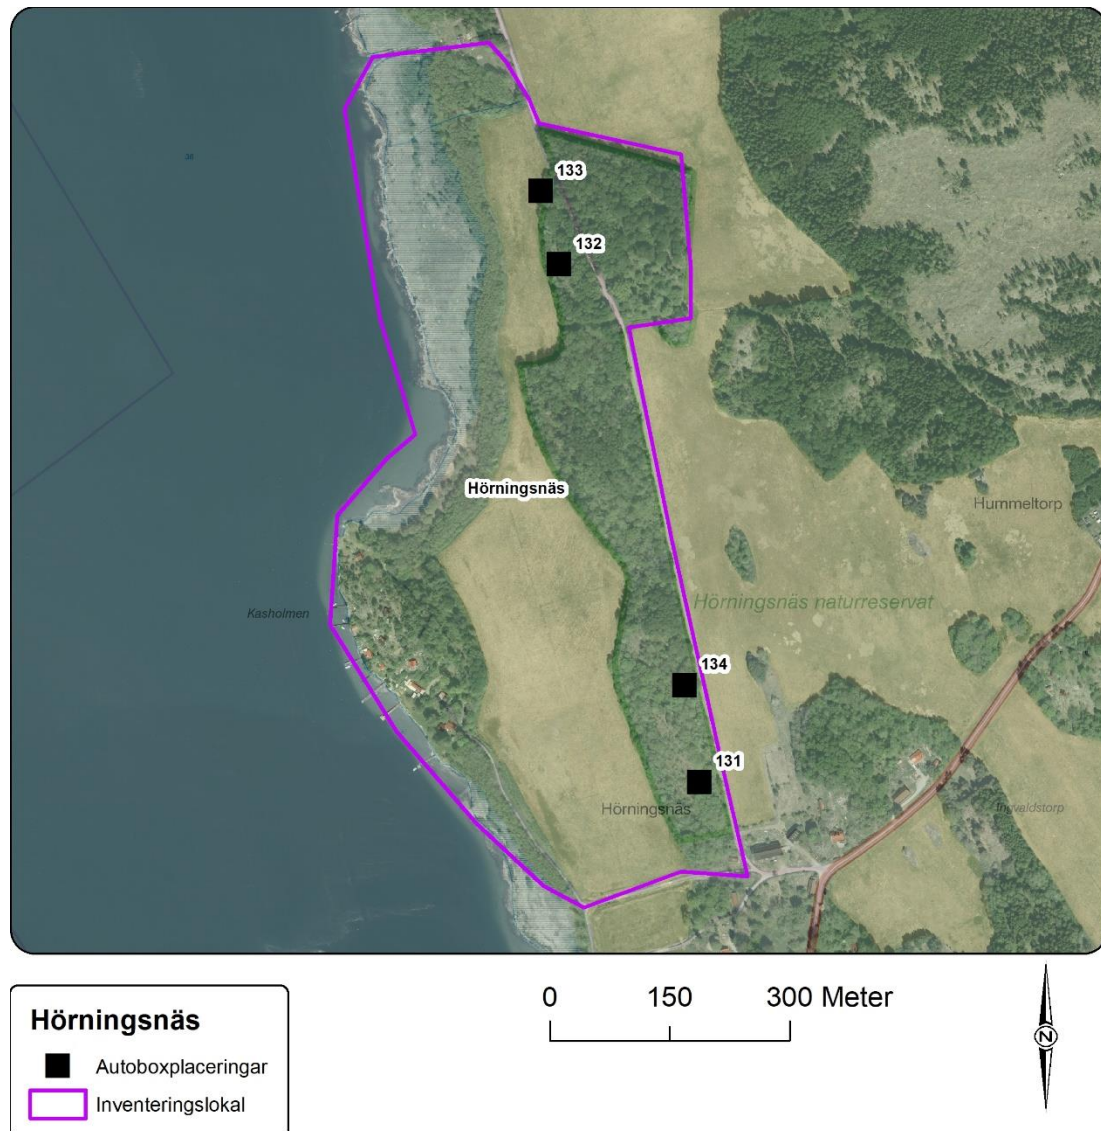 133
132
Hörningsnäs
Hummeltorp
Hörningsnäs naturreservat
Kasholmen
134
131
Hörningsnäs
Ingvaldstorp
0 150 300 Meter
Hörningsnäs
Autoboxplaceringar
Inventeringslokal
N